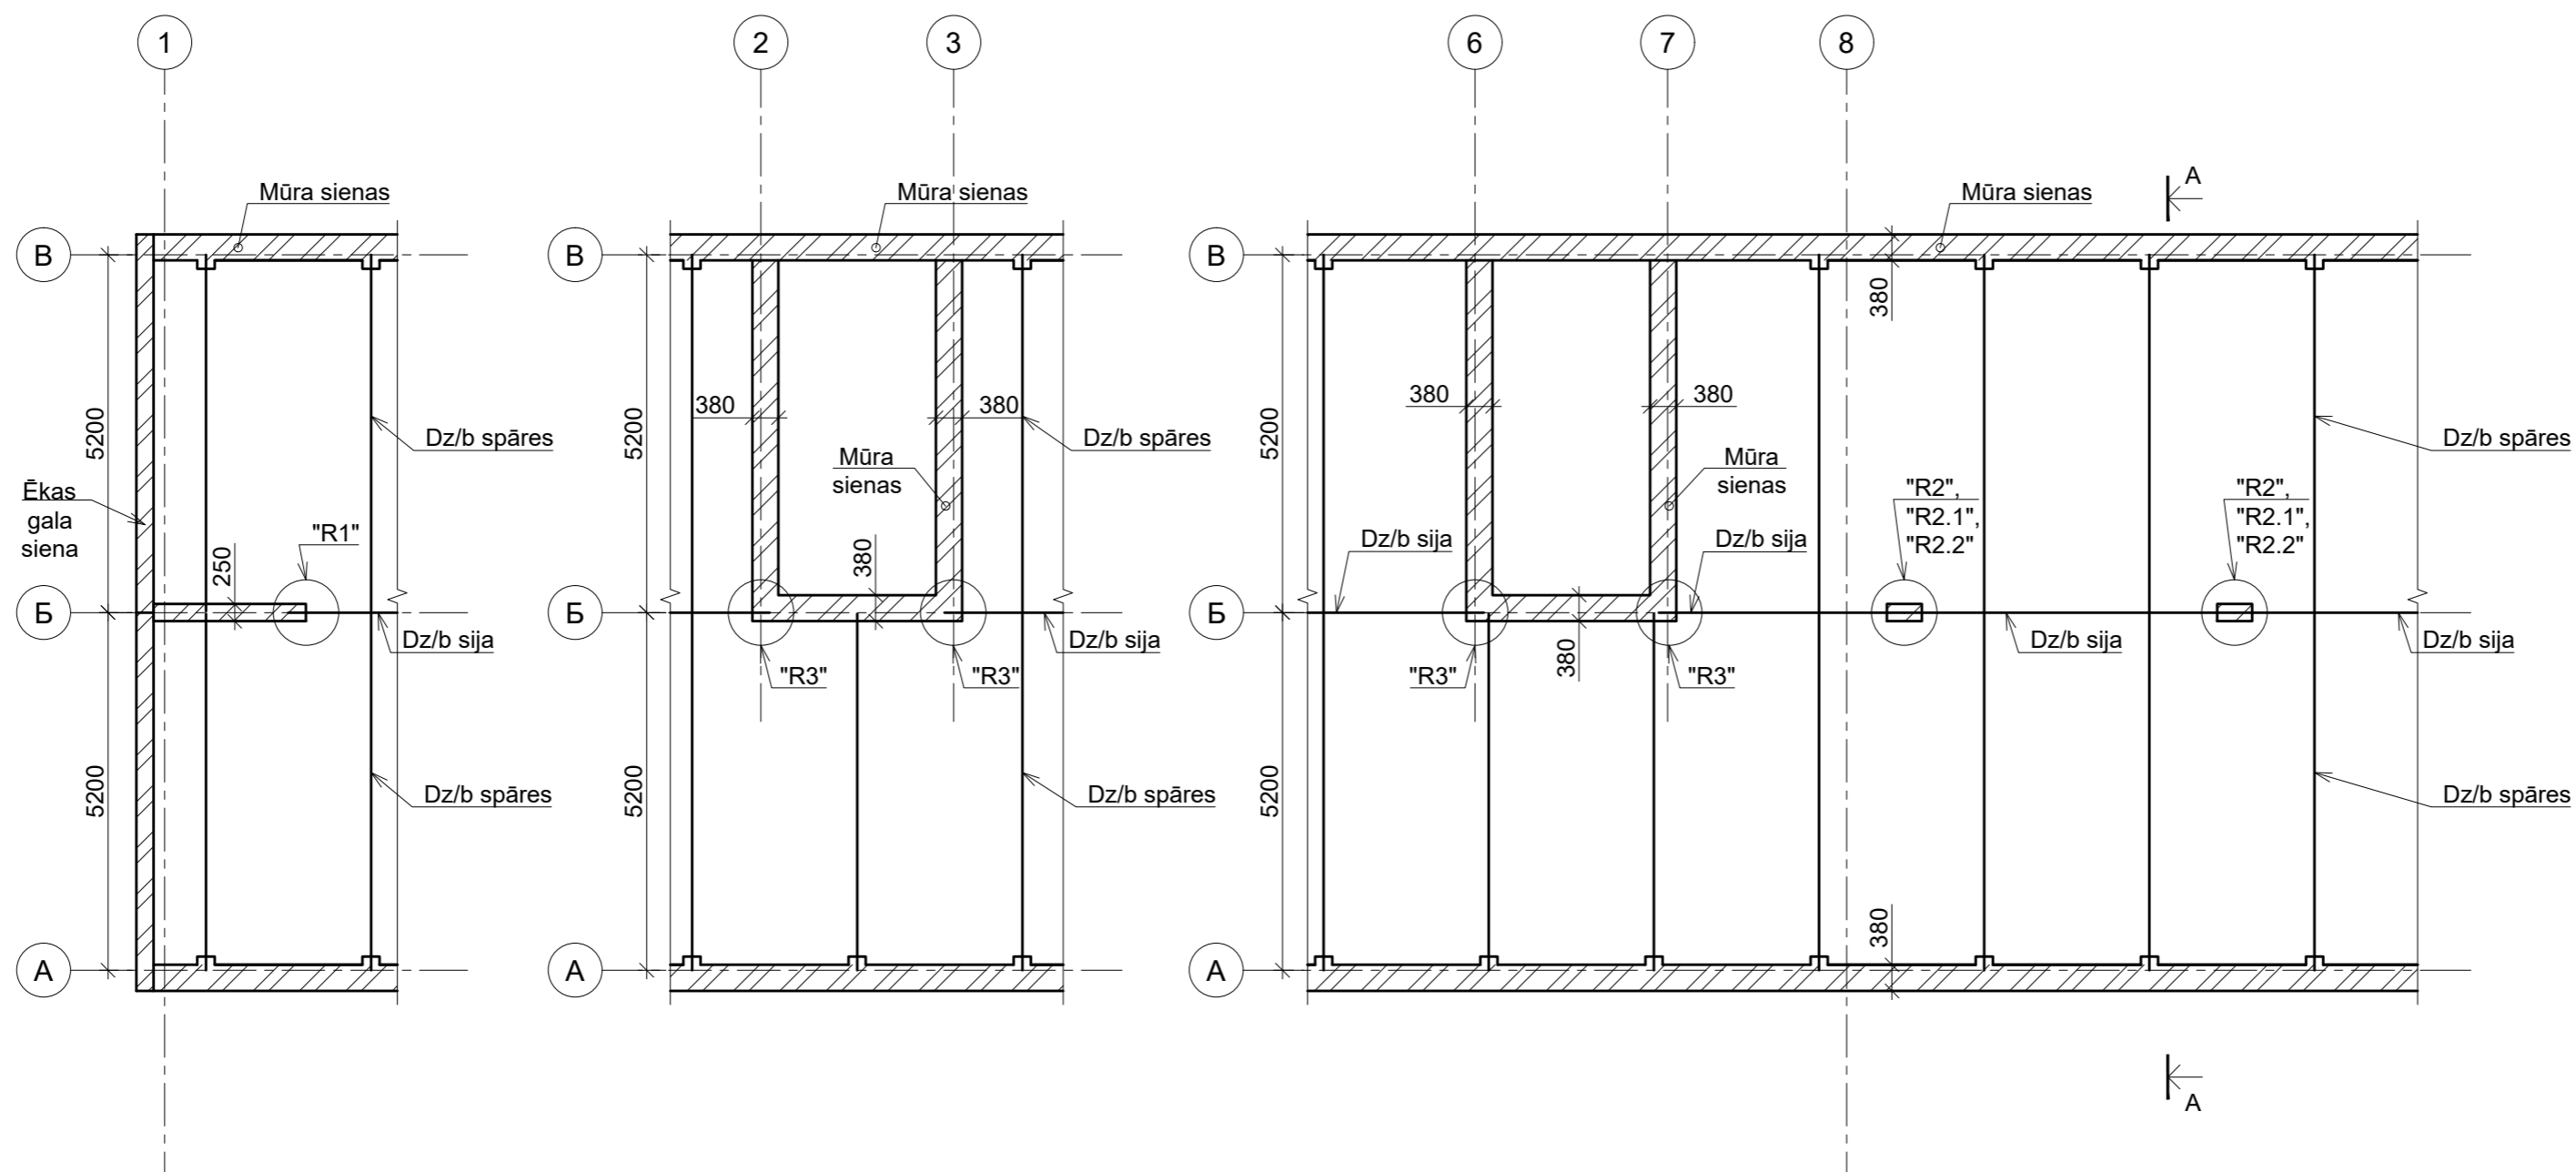 1
2
3
6
7
8
A
Mūra sienas
Mūra sienas
Mūra sienas
В
В
В
380
380
380
380
380
5200
5200
5200
Dz/b spāres
Dz/b spāres
Dz/b spāres
Mūra
sienas
Mūra
sienas
Ēkas
gala
siena
"R1"
"R2",
"R2.1",
"R2.2"
"R2",
"R2.1",
"R2.2"
250
380
Dz/b sija
Dz/b sija
Б
Б
Б
Dz/b sija
Dz/b sija
Dz/b sija
Dz/b sija
380
"R3"
"R3"
"R3"
"R3"
5200
5200
5200
Dz/b spāres
Dz/b spāres
Dz/b spāres
380
А
А
А
A